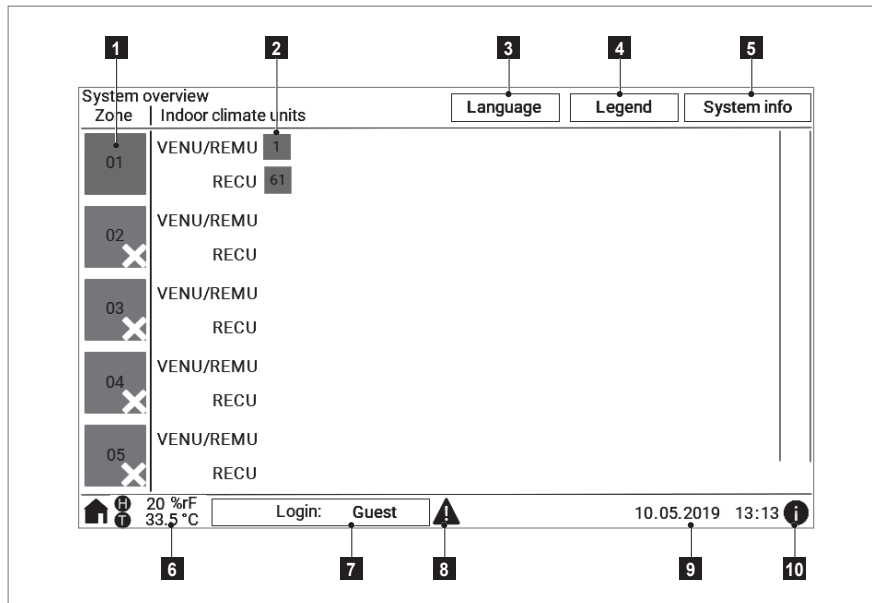 1 2 3 4 5
System overview
Language Legend System info
Zone Indoor climate units
01 VENU/REMU 1
RECU 61
02 VENU/REMU
RECU
03 VENU/REMU
RECU
04 VENU/REMU
RECU
05 VENU/REMU
RECU
H 20 %rF
T 33.5 °C
Login: Guest
10.05.2019 13:13 i
6 7 8 9 10